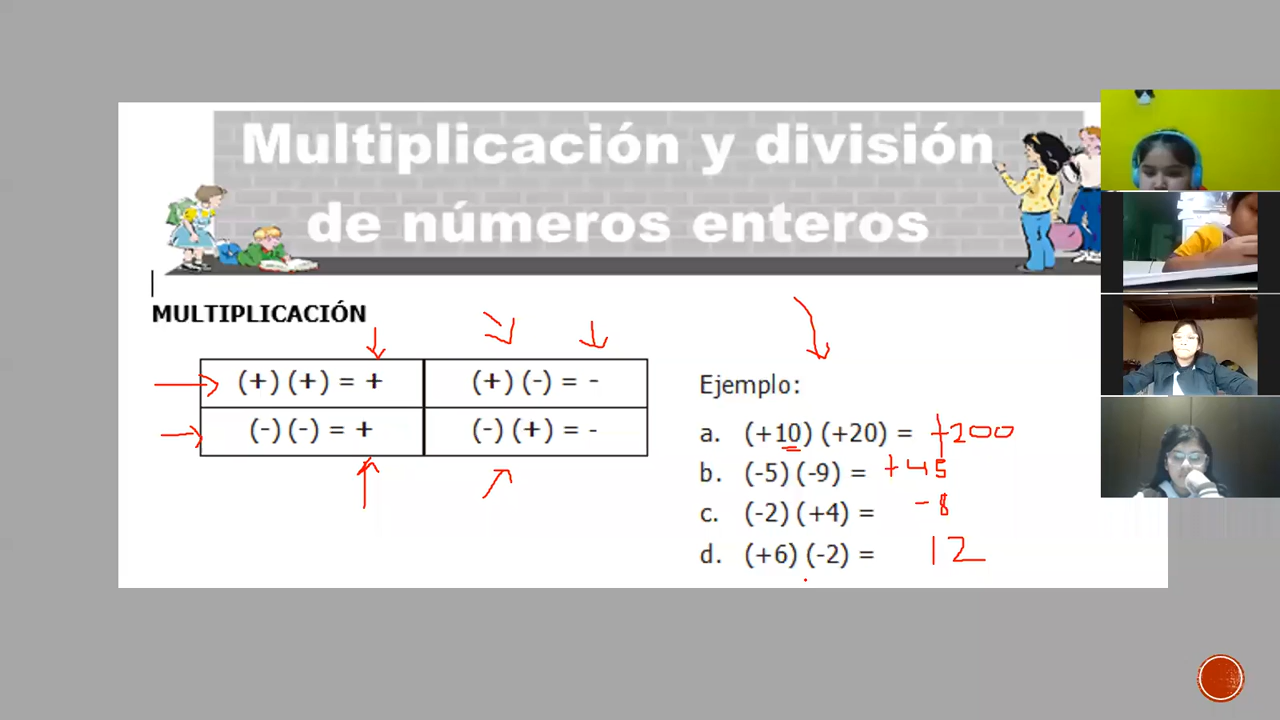 Multiplicación y división
de números enteros
MULTIPLICACIÓN
(+) (+) = +
(+) (-) = -
(-) (-) = +
(-) (+) = -
Ejemplo:
a. (+10) (+20) = +200
b. (-5) (-9) = +45
c. (-2) (+4) = -8
d. (+6) (-2) = 12